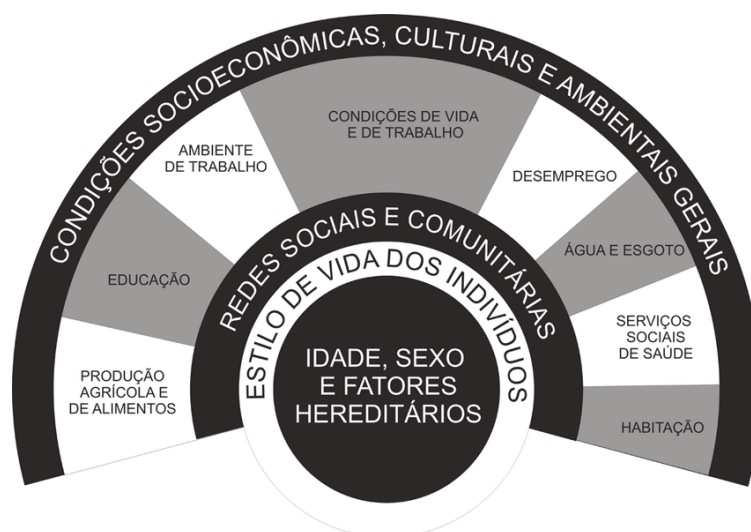 CONDIÇÕES SOCIOECONÔMICAS, CULTURAIS E AMBIENTAIS GERAIS
CONDIÇÕES DE VIDA
E DE TRABALHO
AMBIENTE
DE TRABALHO
DESEMPREGO
EDUCAÇÃO
ÁGUA E ESGOTO
PRODUÇÃO
AGRÍCOLA E
DE ALIMENTOS
SERVIÇOS
SOCIAIS
DE SAÚDE
HABITAÇÃO
REDES SOCIAIS E COMUNITÁRIAS
ESTILO DE VIDA DOS INDIVÍDUOS
IDADE, SEXO
E FATORES
HEREDITÁRIOS